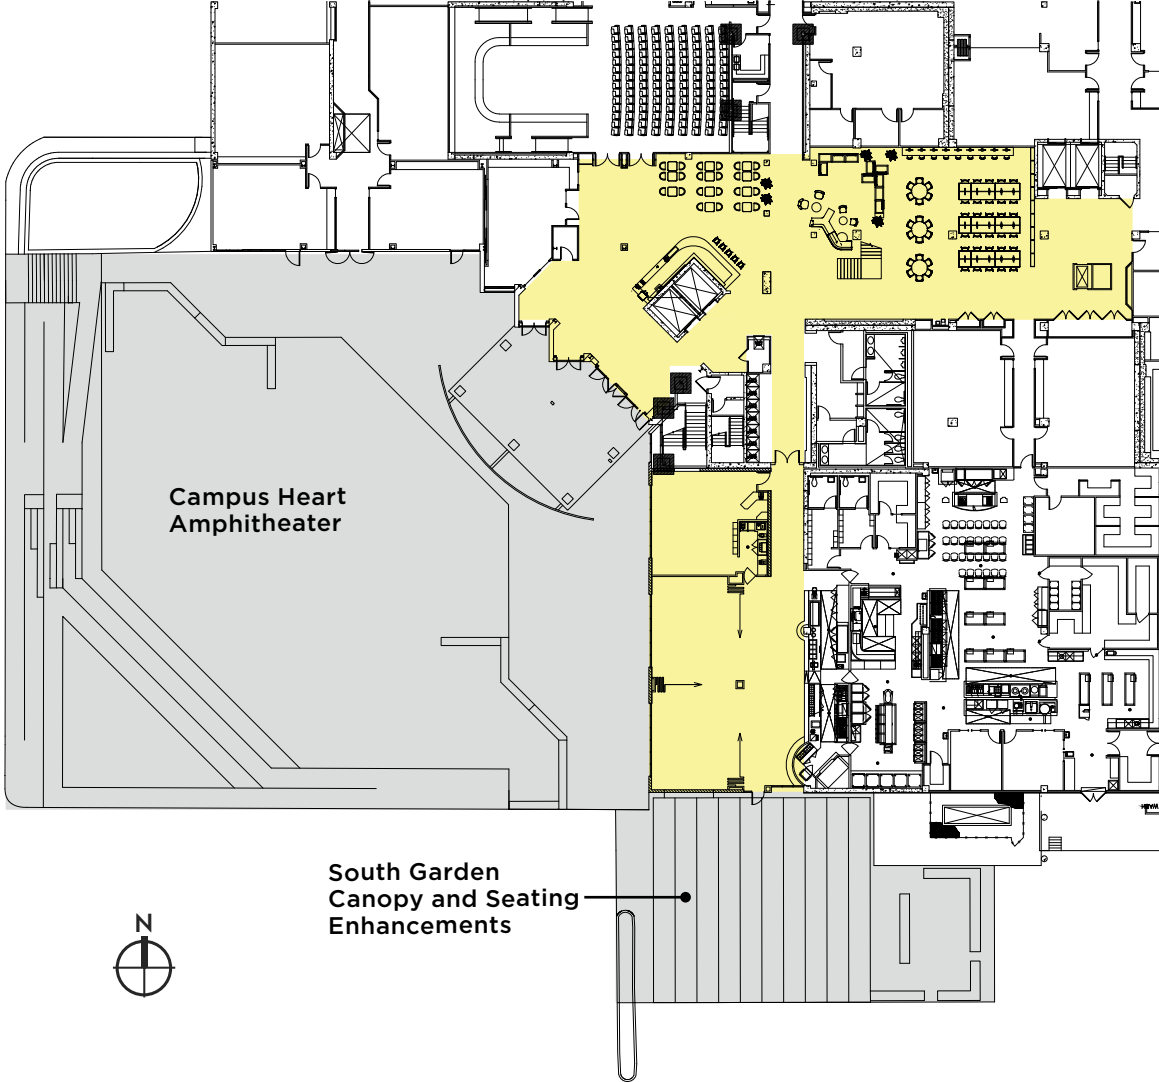 Campus Heart
Amphitheater
South Garden
Canopy and Seating
Enhancements
N